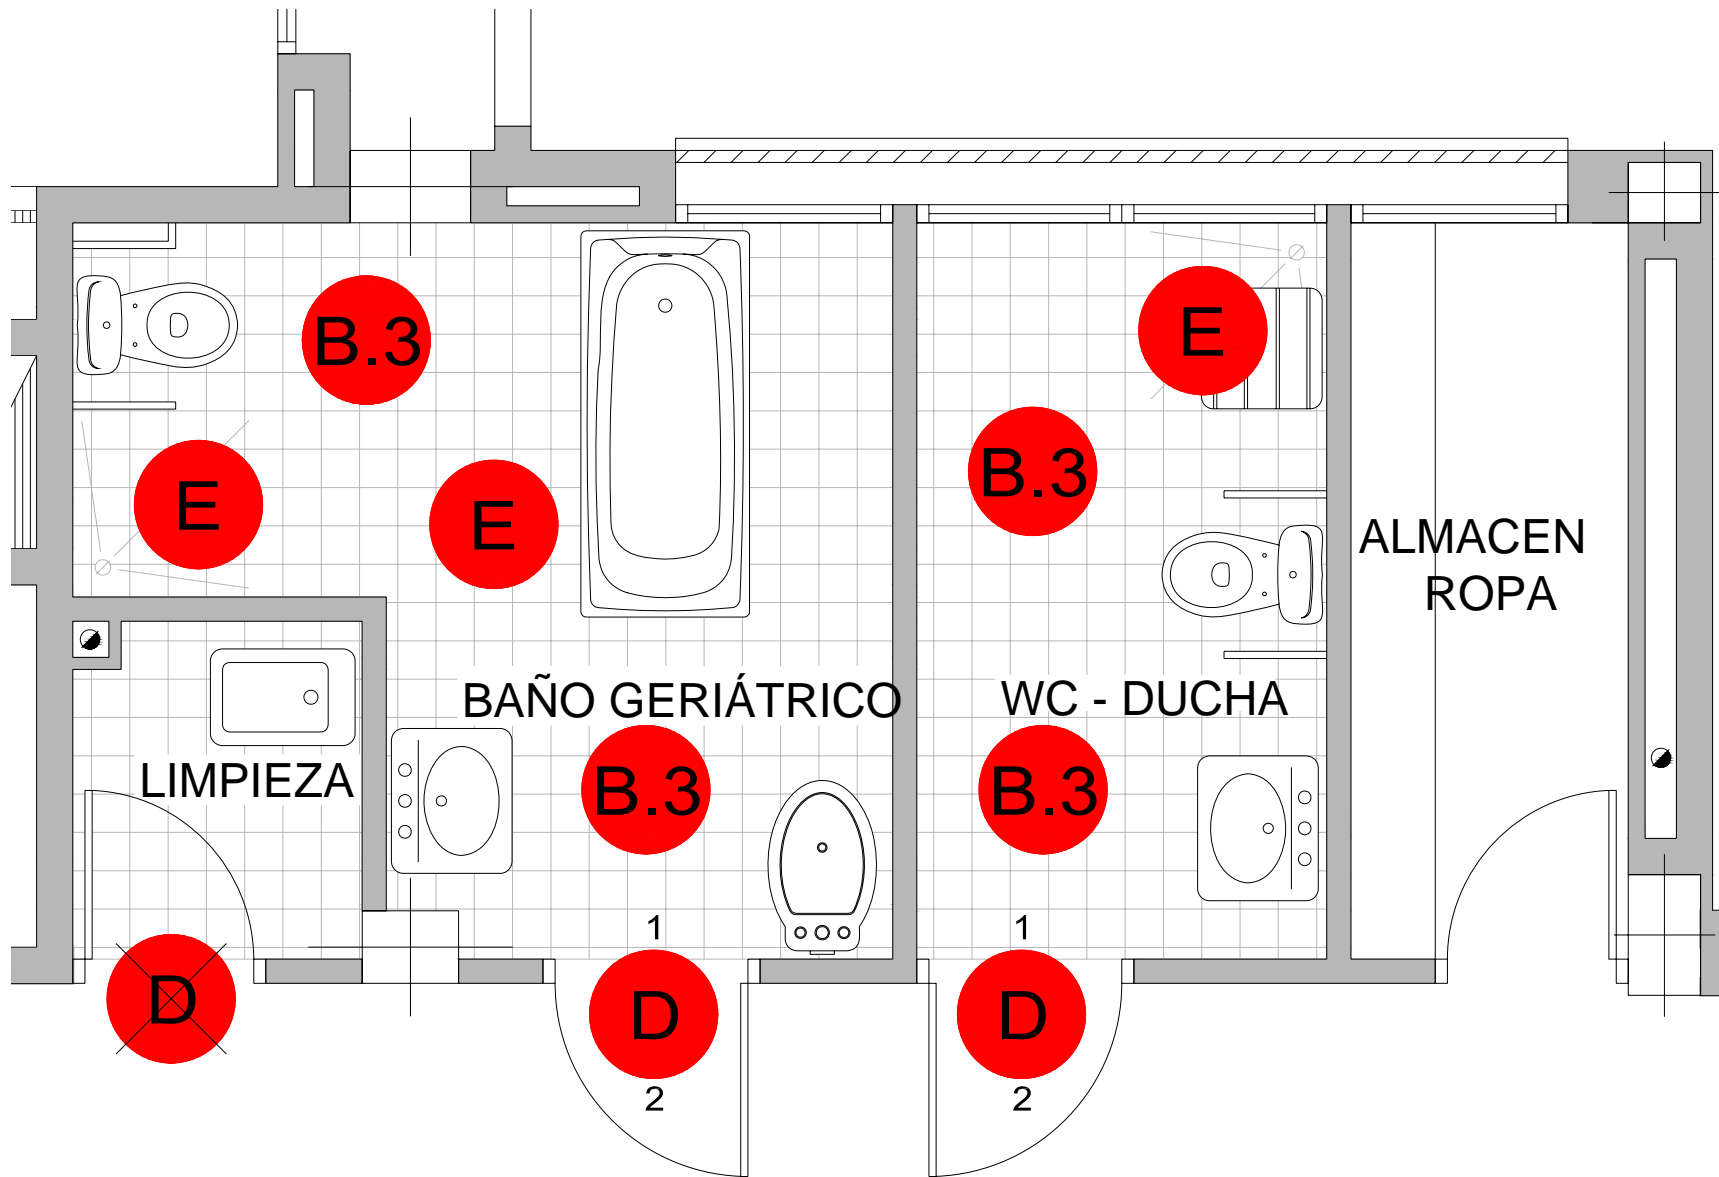 E
B.3
B.3
E
E
ALMACEN
ROPA
BAÑO GERIÁTRICO
WC - DUCHA
LIMPIEZA
B.3
B.3
1
1
D
D
D
2
2